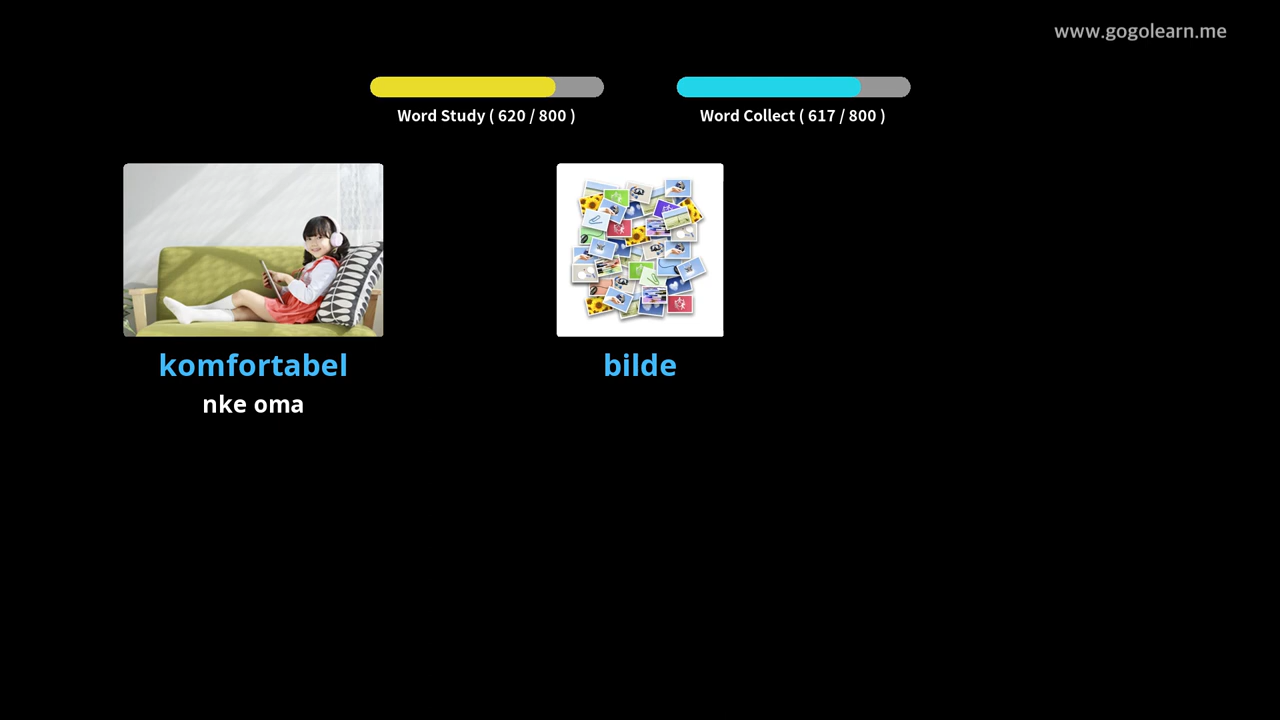 www.gogolearn.me
Word Study ( 620 / 800 )
Word Collect ( 617 / 800 )
komfortabel
nke oma
bilde